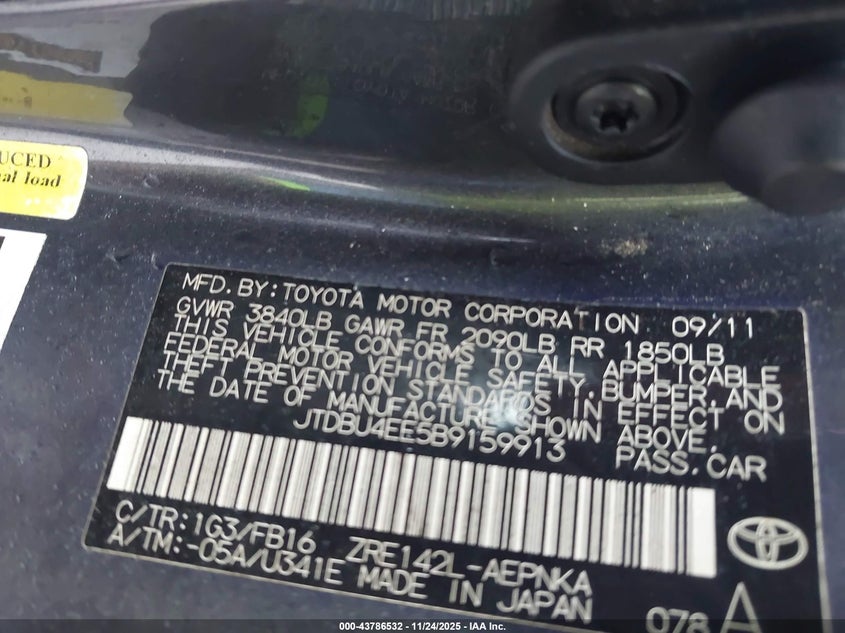 UCED
al load
MFD.BY:TOYOTA MOTOR CORPORATION 09/11
GVWR 3840LB GAWR FR 2090LB RR 1850LB
THIS VEHICLE CONFORMS TO ALL APPLICABLE
FEDERAL MOTOR VEHICLE SAFETY,BUMPER,AND
THEFT PREVENTION STANDARDS IN EFFECT ON
THE DATE OF MANUFACTURE SHOWN ABOVE.
JTDBU4EE5B9159913 PASS.CAR
C/TR:1G3/FB16 ZRE142L-AEPNKA
A/TM:-05A/U341E MADE IN JAPAN
078 A
000-43786532 - 11/24/2025 - IAA Inc.